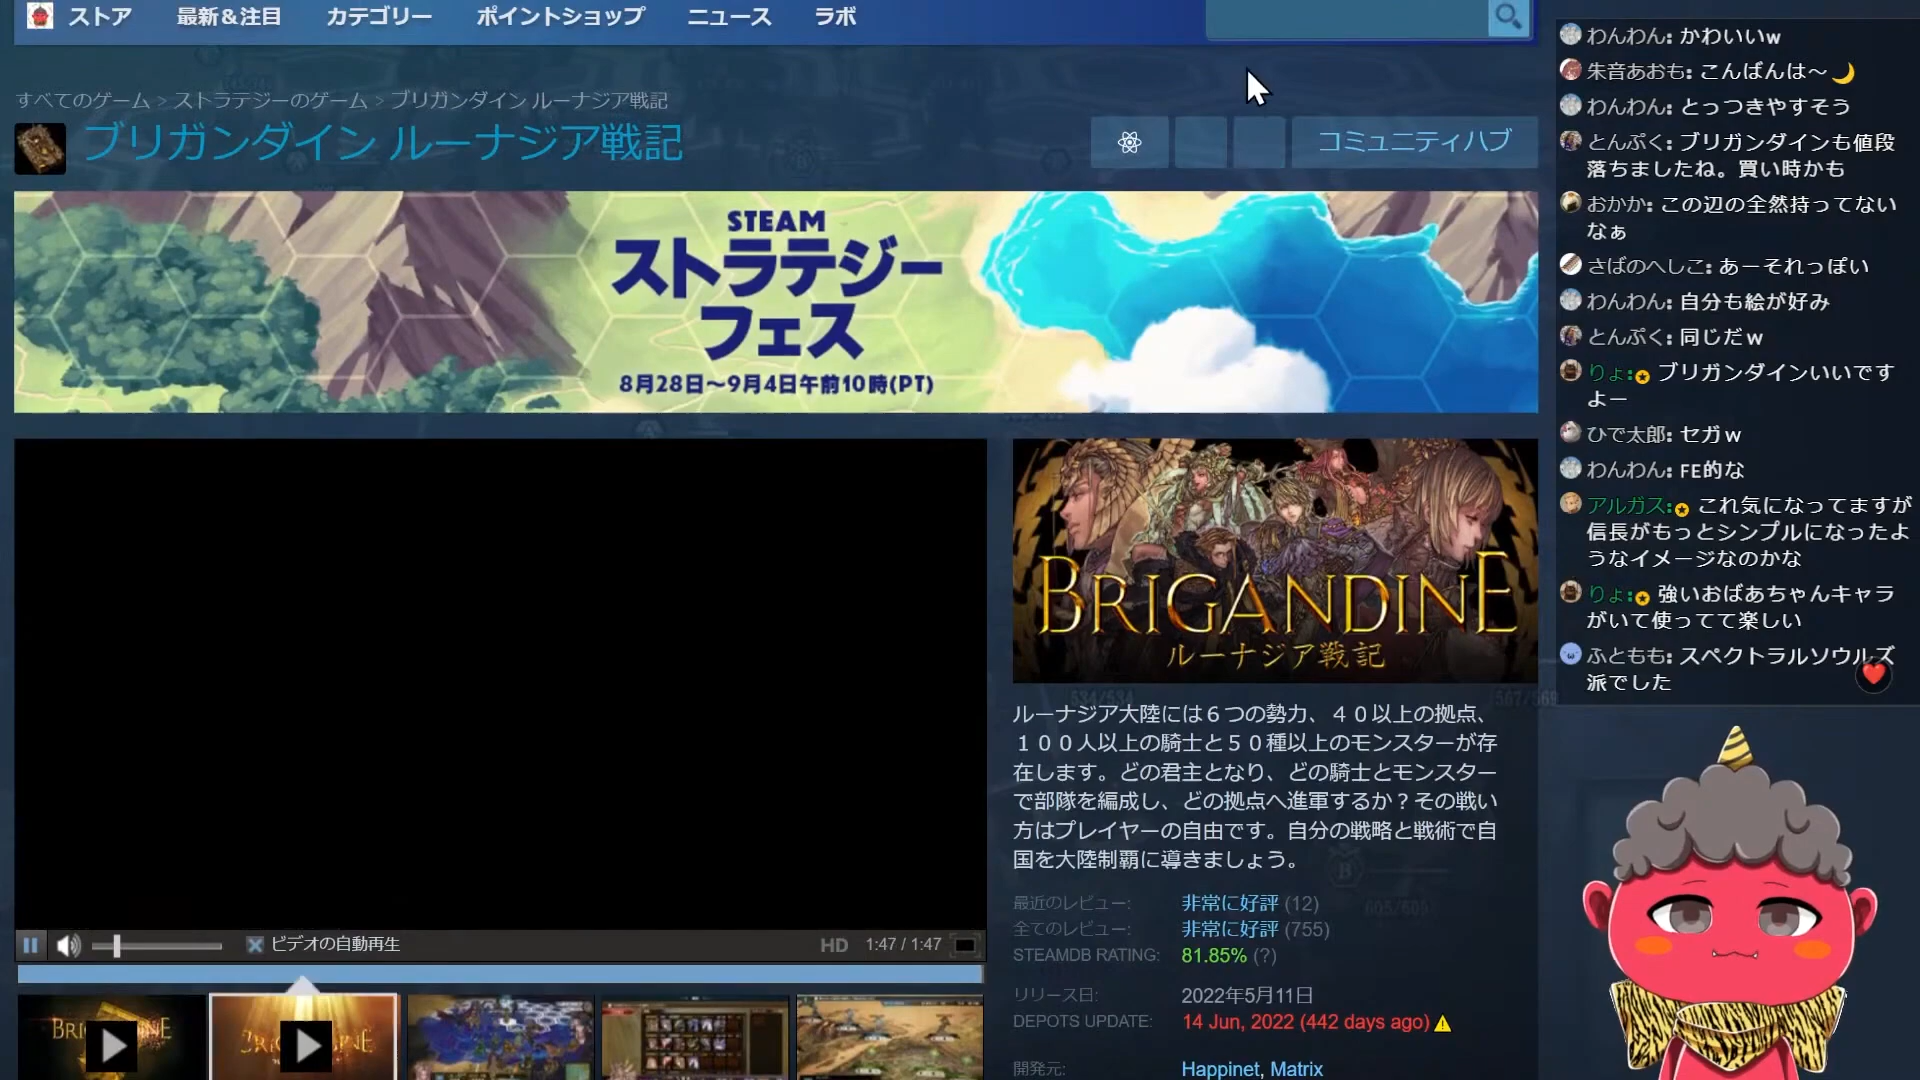 ストア 最新＆注目 カテゴリー ポイントショップ ニュース ラボ
すべてのゲーム > ストラテジーのゲーム > ブリガンダイン ルーナジア戦記
ブリガンダイン ルーナジア戦記
コミュニティハブ
STEAM
ストラテジー
フェス
8月28日～9月4日午前10時(PT)
BRIGANDINE
ルーナジア戦記
ルーナジア大陸には６つの勢力、４０以上の拠点、
１００人以上の騎士と５０種以上のモンスターが存
在します。どの君主となり、どの騎士とモンスター
で部隊を編成し、どの拠点へ進軍するか？その戦い
方はプレイヤーの自由です。自分の戦略と戦術で自
国を大陸制覇に導きましょう。
最近のレビュー: 非常に好評 (12)
全てのレビュー: 非常に好評 (755)
STEAMDB RATING: 81.85% (?)
リリース日: 2022年5月11日
DEPOTS UPDATE: 14 Jun, 2022 (442 days ago)
開発元: Happinet, Matrix
ビデオの自動再生 HD 1:47 / 1:47
わんわん: かわいいw
朱音あおも: こんばんは～🌙
わんわん: とっつきやすそう
とんぷく: ブリガンダインも値段
落ちましたね。買い時かも
おかか: この辺の全然持ってない
なぁ
さばのへしこ: あーそれっぽい
わんわん: 自分も絵が好み
とんぷく: 同じだｗ
りょ: ブリガンダインいいです
よー
ひで太郎: セガｗ
わんわん: FE的な
アルガス: これ気になってますが
信長がもっとシンプルになったよ
うなイメージなのかな
りょ: 強いおばあちゃんキャラ
がいて使ってて楽しい
ふともも: スペクトラルソウルズ
派でした